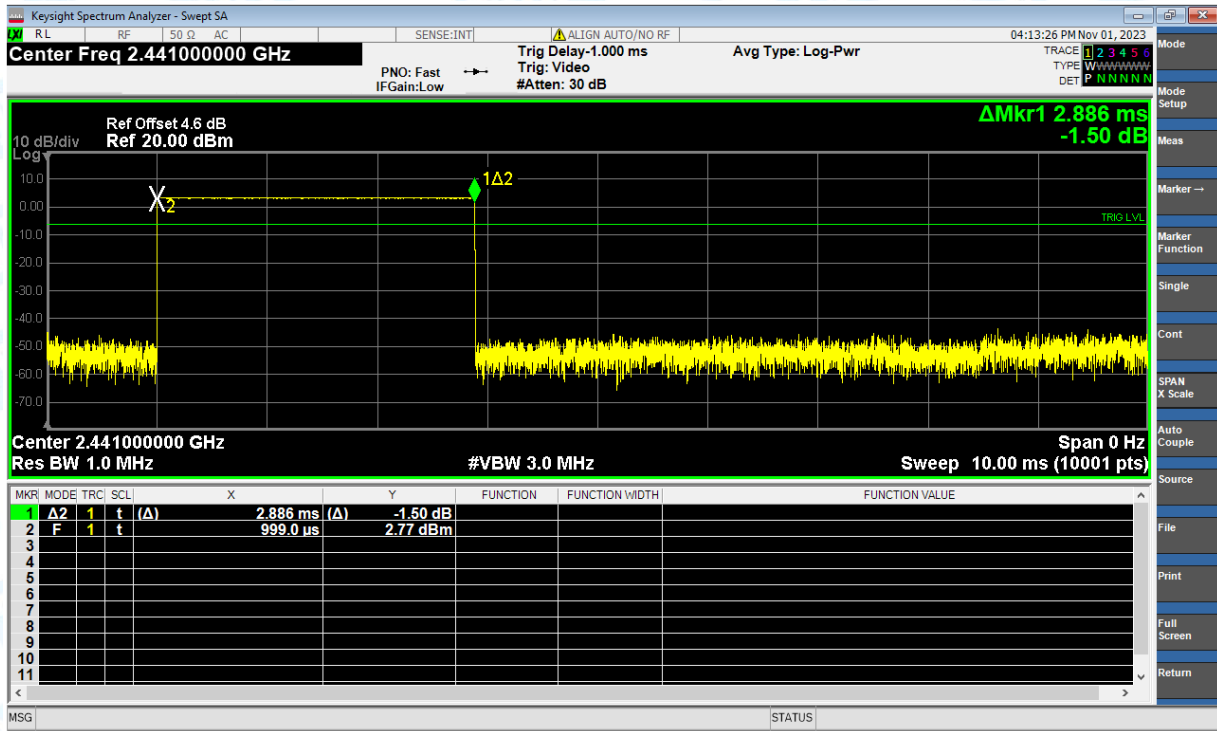 Keysight Spectrum Analyzer - Swept SA
LXI RL RF 50 Ω AC SENSE:INT ALIGN AUTO/NO RF 04:13:26 PM Nov 01, 2023
Center Freq 2.441000000 GHz
PNO: Fast
IFGain:Low
Trig Delay-1.000 ms
Trig: Video
#Atten: 30 dB
Avg Type: Log-Pwr
TRACE 1 2 3 4 5 6
TYPE WWWWWW
DET P N N N N N
ΔMkr1 2.886 ms
-1.50 dB
Ref Offset 4.6 dB
10 dB/div Ref 20.00 dBm
Log
10.0
0.00
-10.0
-20.0
-30.0
-40.0
-50.0
-60.0
-70.0
X2
1Δ2
TRIG LVL
Center 2.441000000 GHz Span 0 Hz
Res BW 1.0 MHz #VBW 3.0 MHz Sweep 10.00 ms (10001 pts)
MKR MODE TRC SCL X Y FUNCTION FUNCTION WIDTH FUNCTION VALUE
1 Δ2 1 t (Δ) 2.886 ms (Δ) -1.50 dB
2 F 1 t 999.0 µs 2.77 dBm
3
4
5
6
7
8
9
10
11
MSG STATUS
Mode
Mode
Setup
Meas
Marker →
Marker
Function
Single
Cont
SPAN
X Scale
Auto
Couple
Source
File
Print
Full
Screen
Return